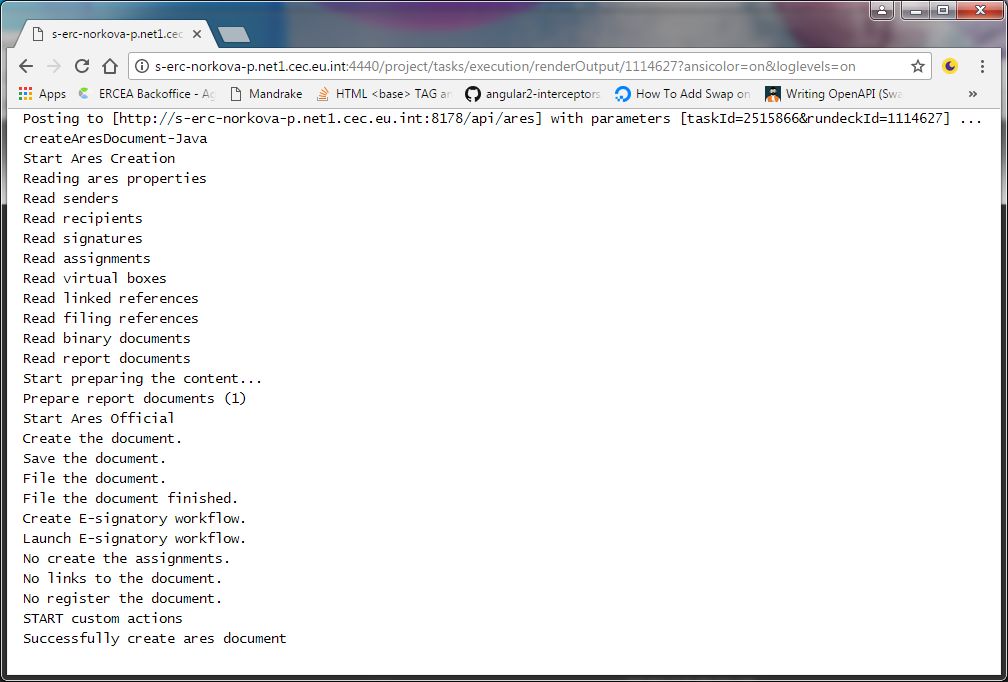 s-erc-norkova-p.net1.cec
s-erc-norkova-p.net1.cec.eu.int:4440/project/tasks/execution/renderOutput/1114627?ansicolor=on&loglevels=on
Apps ERCEA Backoffice - Ag Mandrake HTML <base> TAG an angular2-interceptors How To Add Swap on Writing OpenAPI (Swa »
Posting to [http://s-erc-norkova-p.net1.cec.eu.int:8178/api/ares] with parameters [taskId=2515866&rundeckId=1114627] ...
createAresDocument-Java
Start Ares Creation
Reading ares properties
Read senders
Read recipients
Read signatures
Read assignments
Read virtual boxes
Read linked references
Read filing references
Read binary documents
Read report documents
Start preparing the content...
Prepare report documents (1)
Start Ares Official
Create the document.
Save the document.
File the document.
File the document finished.
Create E-signatory workflow.
Launch E-signatory workflow.
No create the assignments.
No links to the document.
No register the document.
START custom actions
Successfully create ares document